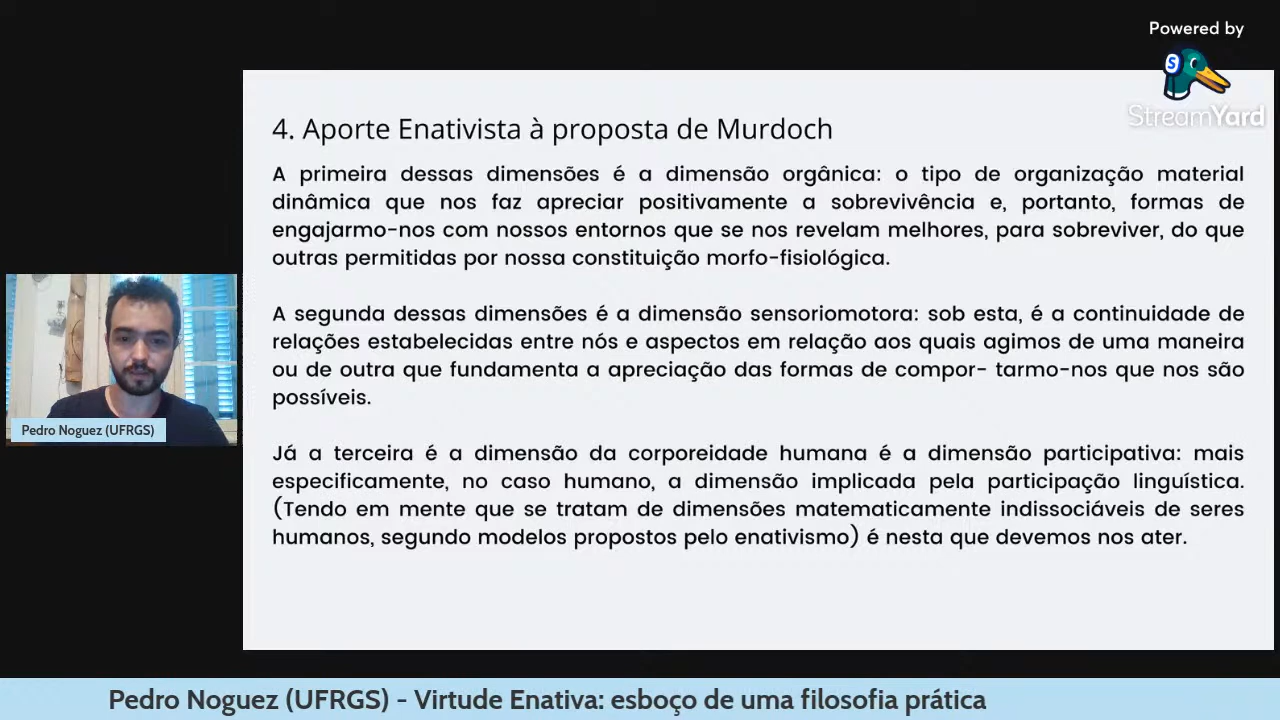 Powered by
S
StreamYard
4. Aporte Enativista à proposta de Murdoch
A primeira dessas dimensões é a dimensão orgânica: o tipo de organização material
dinâmica que nos faz apreciar positivamente a sobrevivência e, portanto, formas de
engajarmo-nos com nossos entornos que se nos revelam melhores, para sobreviver, do que
outras permitidas por nossa constituição morfo-fisiológica.
A segunda dessas dimensões é a dimensão sensoriomotora: sob esta, é a continuidade de
relações estabelecidas entre nós e aspectos em relação aos quais agimos de uma maneira
ou de outra que fundamenta a apreciação das formas de compor- tarmo-nos que nos são
possíveis.
Já a terceira é a dimensão da corporeidade humana é a dimensão participativa: mais
especificamente, no caso humano, a dimensão implicada pela participação linguística.
(Tendo em mente que se tratam de dimensões matematicamente indissociáveis de seres
humanos, segundo modelos propostos pelo enativismo) é nesta que devemos nos ater.
Pedro Noguez (UFRGS)
Pedro Noguez (UFRGS) - Virtude Enativa: esboço de uma filosofia prática